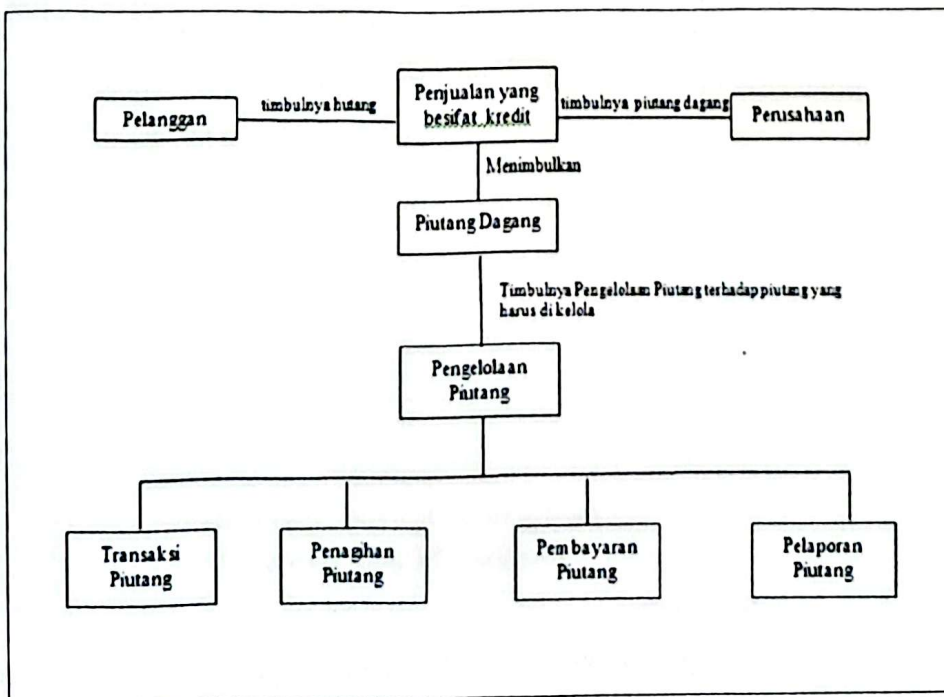 Pelanggan
timbulnya hutang
Penjualan yang
besifat kredit
timbulnya piutang dagang
Perusahaan
Menimbulkan
Piutang Dagang
Timbulnya Pengelolaan Piutang terhadap piutang yang
harus di kelola
Pengelolaan
Piutang
Transaksi
Piutang
Penagihan
Piutang
Pembayaran
Piutang
Pelaporan
Piutang